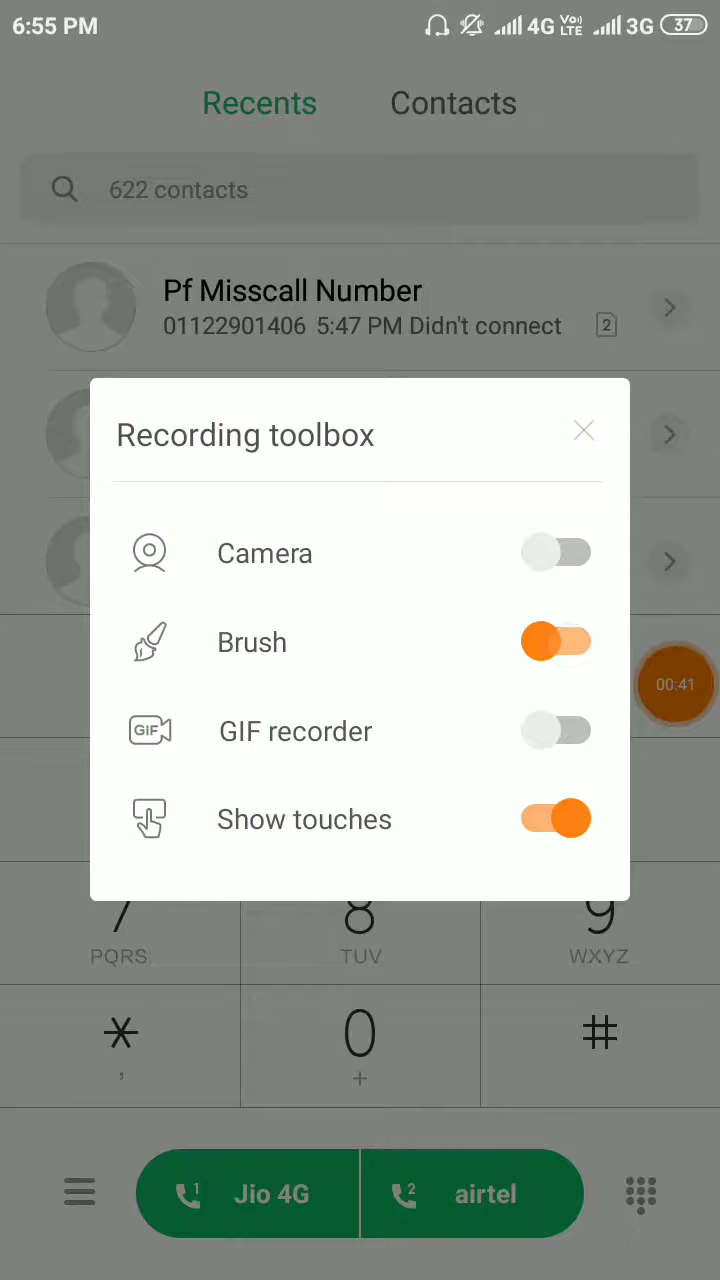 6:55 PM 4G VoLTE 3G 37
Recents Contacts
622 contacts
Pf Misscall Number
01122901406 5:47 PM Didn't connect 2
Recording toolbox
Camera
Brush
00:41
GIF GIF recorder
Show touches
7 8 9
PQRS TUV WXYZ
* 0 #
, +
1 Jio 4G 2 airtel